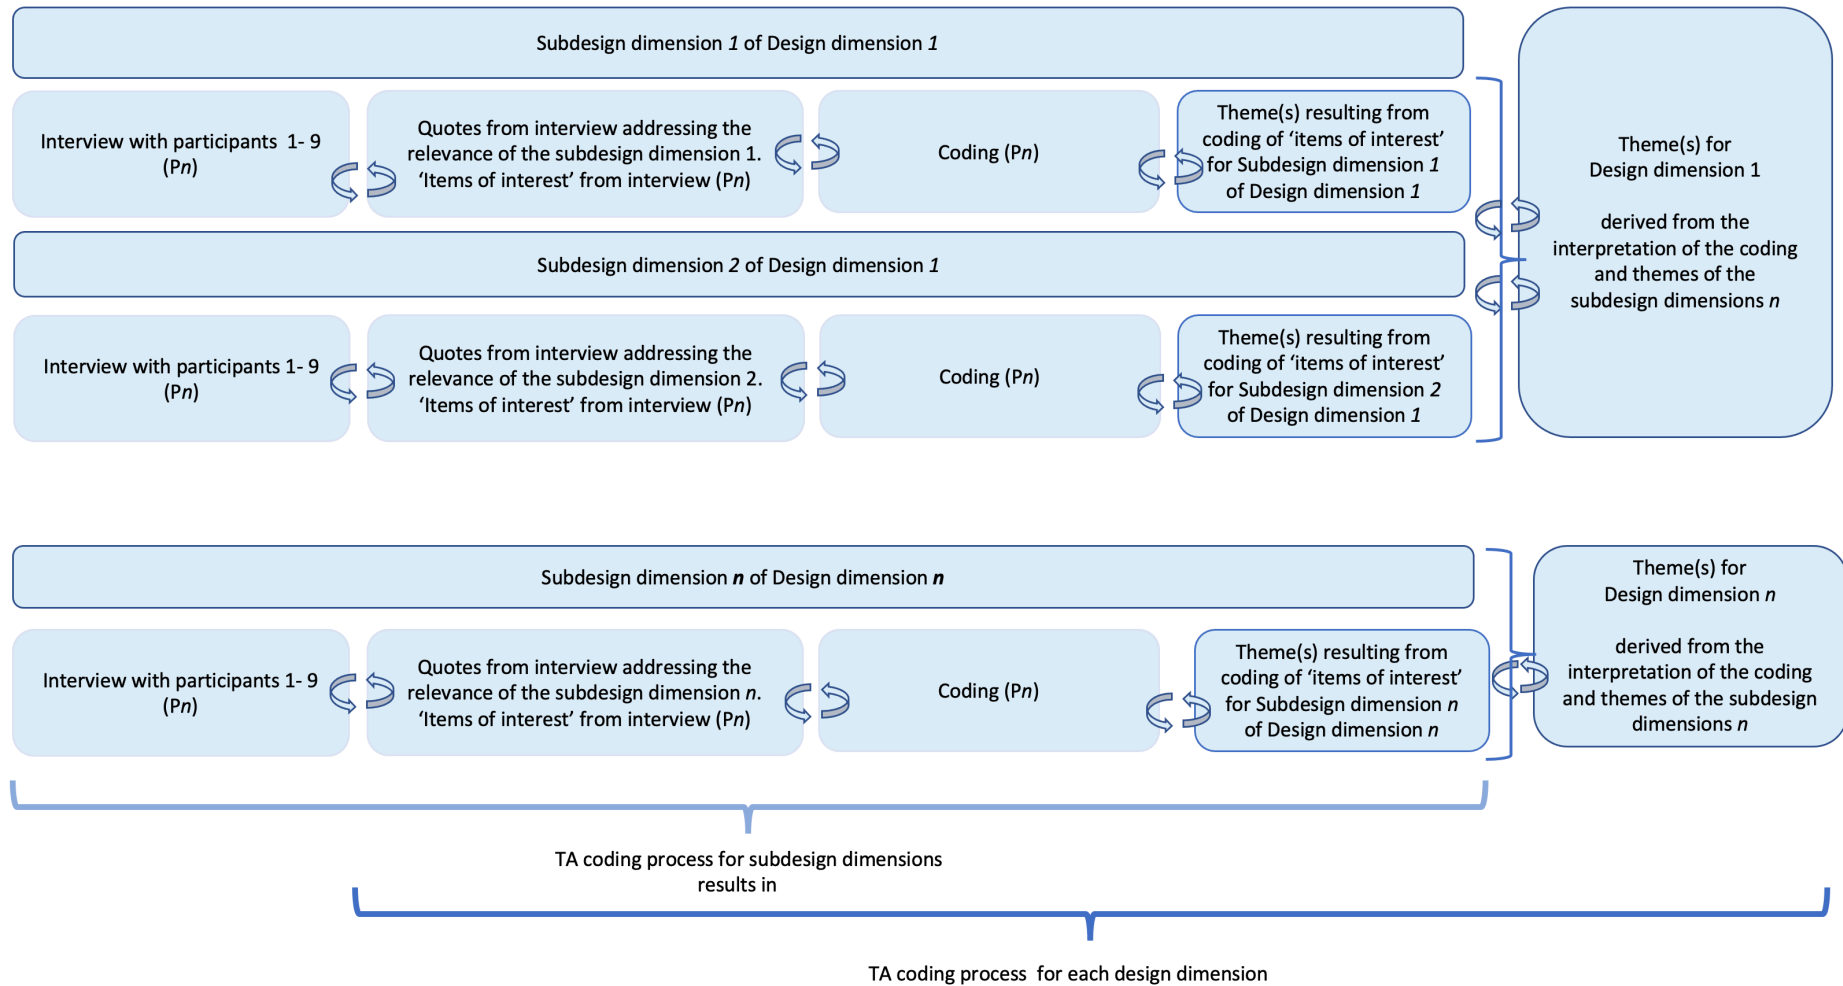 Subdesign dimension 1 of Design dimension 1
Interview with participants 1- 9
(Pn)
Quotes from interview addressing the
relevance of the subdesign dimension 1.
‘Items of interest’ from interview (Pn)
Coding (Pn)
Theme(s) resulting from
coding of ‘items of interest’
for Subdesign dimension 1
of Design dimension 1
Theme(s) for
Design dimension 1
derived from the
interpretation of the coding
and themes of the
subdesign dimensions n
Subdesign dimension 2 of Design dimension 1
Interview with participants 1- 9
(Pn)
Quotes from interview addressing the
relevance of the subdesign dimension 2.
‘Items of interest’ from interview (Pn)
Coding (Pn)
Theme(s) resulting from
coding of ‘items of interest’
for Subdesign dimension 2
of Design dimension 1
Subdesign dimension n of Design dimension n
Interview with participants 1- 9
(Pn)
Quotes from interview addressing the
relevance of the subdesign dimension n.
‘Items of interest’ from interview (Pn)
Coding (Pn)
Theme(s) resulting from
coding of ‘items of interest’
for Subdesign dimension n
of Design dimension n
Theme(s) for
Design dimension n
derived from the
interpretation of the coding
and themes of the subdesign
dimensions n
TA coding process for subdesign dimensions
results in
TA coding process for each design dimension